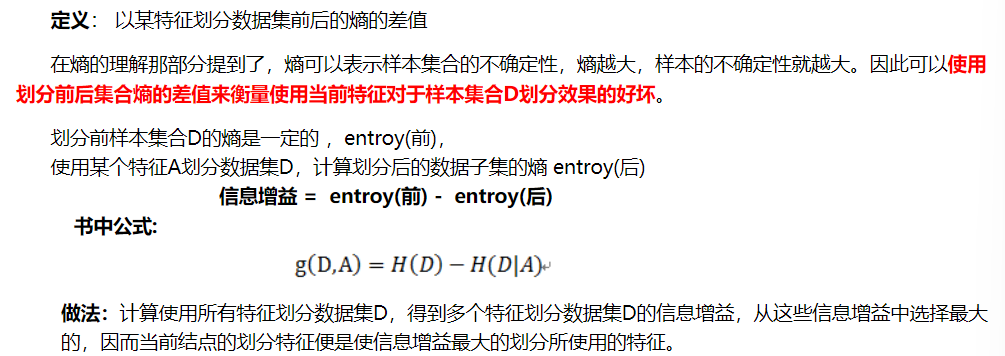 定义： 以某特征划分数据集前后的熵的差值
在熵的理解那部分提到了，熵可以表示样本集合的不确定性，熵越大，样本的不确定性就越大。因此可以使用
划分前后集合熵的差值来衡量使用当前特征对于样本集合D划分效果的好坏。
划分前样本集合D的熵是一定的 ，entroy(前)，
使用某个特征A划分数据集D，计算划分后的数据子集的熵 entroy(后)
信息增益 = entroy(前) - entroy(后)
书中公式:
g(D,A) = H(D) − H(D|A)
做法：计算使用所有特征划分数据集D，得到多个特征划分数据集D的信息增益，从这些信息增益中选择最大
的，因而当前结点的划分特征便是使信息增益最大的划分所使用的特征。